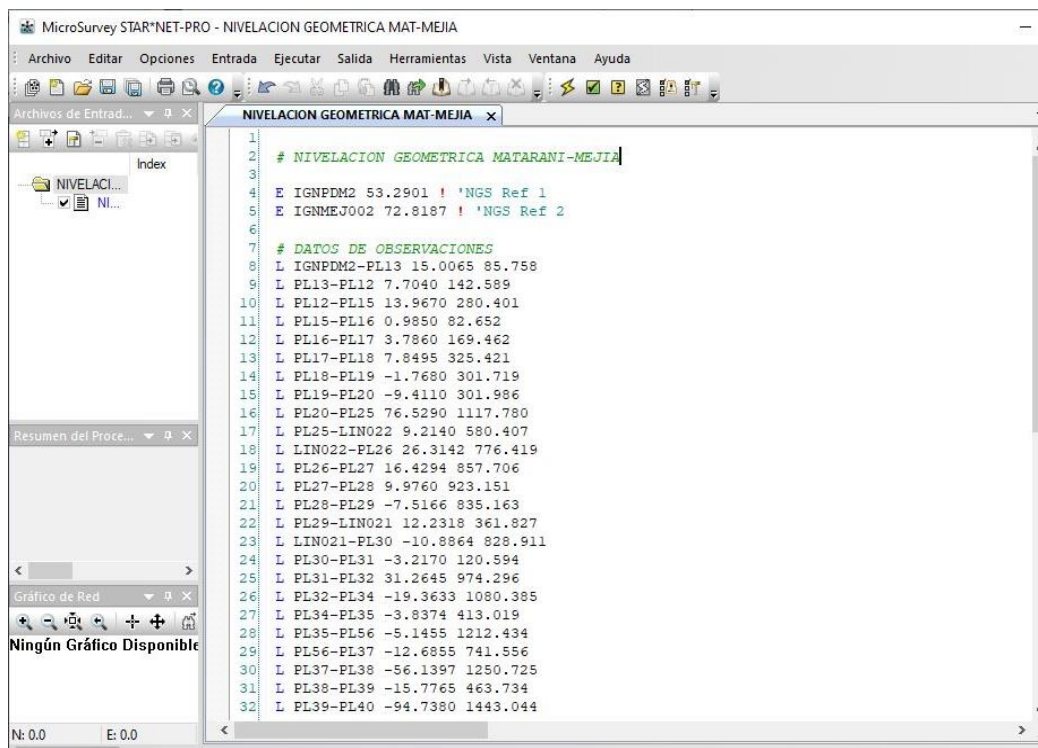 MicroSurvey STAR*NET-PRO - NIVELACION GEOMETRICA MAT-MEJIA
Archivo Editar Opciones Entrada Ejecutar Salida Herramientas Vista Ventana Ayuda
Archivos de Entrad...
Index
NIVELACI...
NI...
Resumen del Proce...
Gráfico de Red
Ningún Gráfico Disponible
NIVELACION GEOMETRICA MAT-MEJIA x
1
2 # NIVELACION GEOMETRICA MATARANI-MEJIA
3
4 E IGNPDM2 53.2901 ! 'NGS Ref 1
5 E IGNMEJ002 72.8187 ! 'NGS Ref 2
6
7 # DATOS DE OBSERVACIONES
8 L IGNPDM2-PL13 15.0065 85.758
9 L PL13-PL12 7.7040 142.589
10 L PL12-PL15 13.9670 280.401
11 L PL15-PL16 0.9850 82.652
12 L PL16-PL17 3.7860 169.462
13 L PL17-PL18 7.8495 325.421
14 L PL18-PL19 -1.7680 301.719
15 L PL19-PL20 -9.4110 301.986
16 L PL20-PL25 76.5290 1117.780
17 L PL25-LIN022 9.2140 580.407
18 L LIN022-PL26 26.3142 776.419
19 L PL26-PL27 16.4294 857.706
20 L PL27-PL28 9.9760 923.151
21 L PL28-PL29 -7.5166 835.163
22 L PL29-LIN021 12.2318 361.827
23 L LIN021-PL30 -10.8864 828.911
24 L PL30-PL31 -3.2170 120.594
25 L PL31-PL32 31.2645 974.296
26 L PL32-PL34 -19.3633 1080.385
27 L PL34-PL35 -3.8374 413.019
28 L PL35-PL56 -5.1455 1212.434
29 L PL56-PL37 -12.6855 741.556
30 L PL37-PL38 -56.1397 1250.725
31 L PL38-PL39 -15.7765 463.734
32 L PL39-PL40 -94.7380 1443.044
N: 0.0 E: 0.0